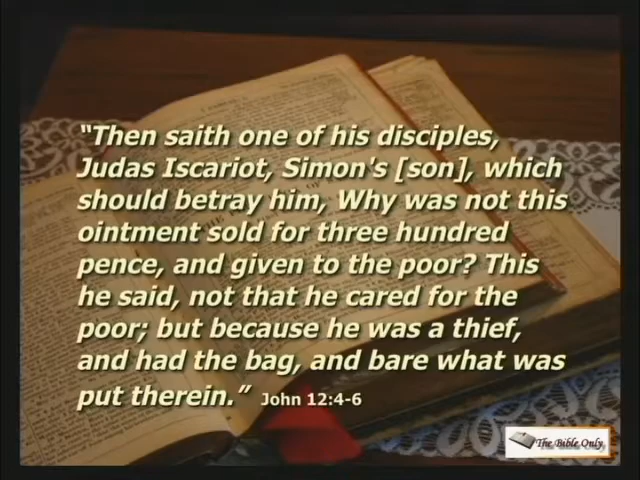 “Then saith one of his disciples,
Judas Iscariot, Simon's [son], which
should betray him, Why was not this
ointment sold for three hundred
pence, and given to the poor? This
he said, not that he cared for the
poor; but because he was a thief,
and had the bag, and bare what was
put therein.” John 12:4-6
The Bible Only